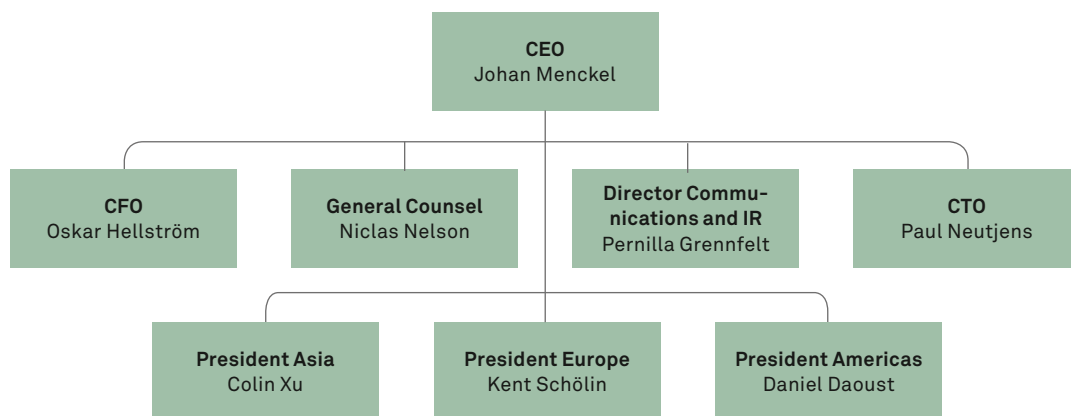 CEO
Johan Menckel
CFO
Oskar Hellström
General Counsel
Niclas Nelson
Director Commu-
nications and IR
Pernilla Grennfelt
CTO
Paul Neutjens
President Asia
Colin Xu
President Europe
Kent Schölin
President Americas
Daniel Daoust